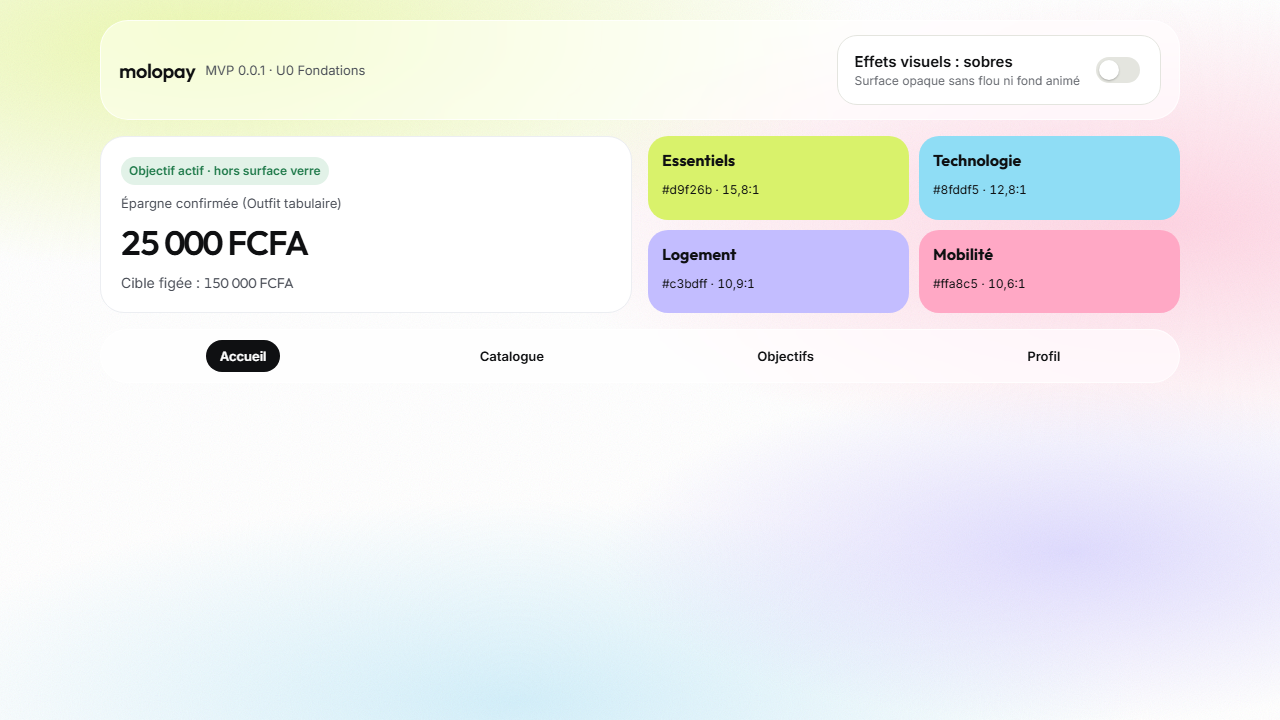 molopay MVP 0.0.1 · U0 Fondations
Effets visuels : sobres
Surface opaque sans flou ni fond animé
Objectif actif · hors surface verre
Épargne confirmée (Outfit tabulaire)
25 000 FCFA
Cible figée : 150 000 FCFA
Essentiels
#d9f26b · 15,8:1
Technologie
#8fddf5 · 12,8:1
Logement
#c3bdff · 10,9:1
Mobilité
#ffa8c5 · 10,6:1
Accueil
Catalogue
Objectifs
Profil